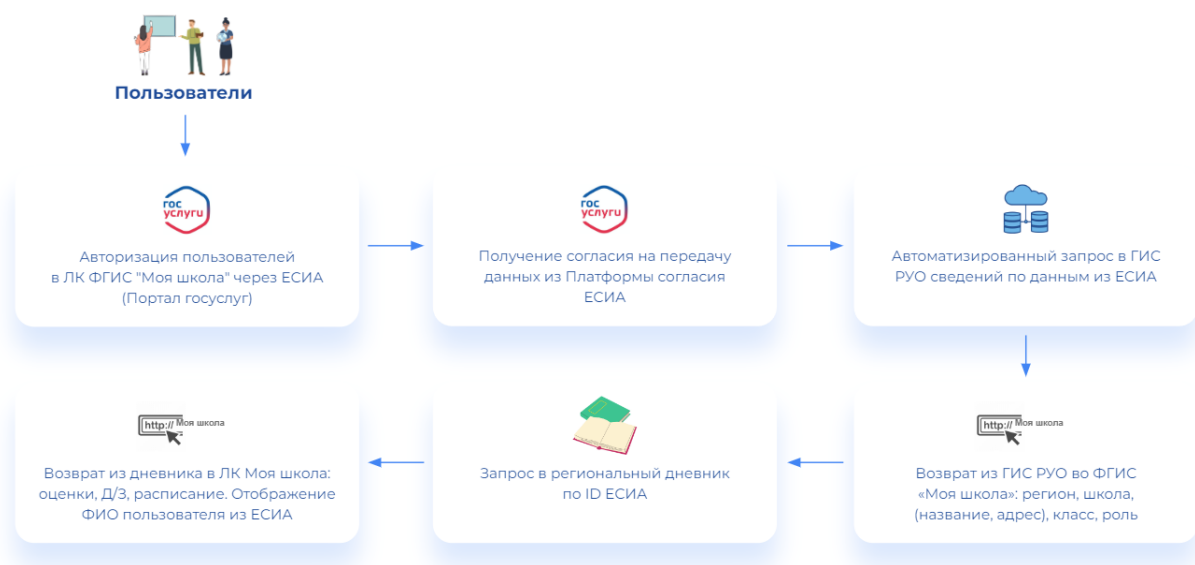 Пользователи
гос
услуги
Авторизация пользователей
в ЛК ФГИС "Моя школа" через ЕСИА
(Портал госуслуг)
гос
услуги
Получение согласия на передачу
данных из Платформы согласия
ЕСИА
Автоматизированный запрос в ГИС
РУО сведений по данным из ЕСИА
http:// Моя школа
Возврат из дневника в ЛК Моя школа:
оценки, Д/З, расписание. Отображение
ФИО пользователя из ЕСИА
Запрос в региональный дневник
по ID ЕСИА
http:// Моя школа
Возврат из ГИС РУО во ФГИС
«Моя школа»: регион, школа,
(название, адрес), класс, роль